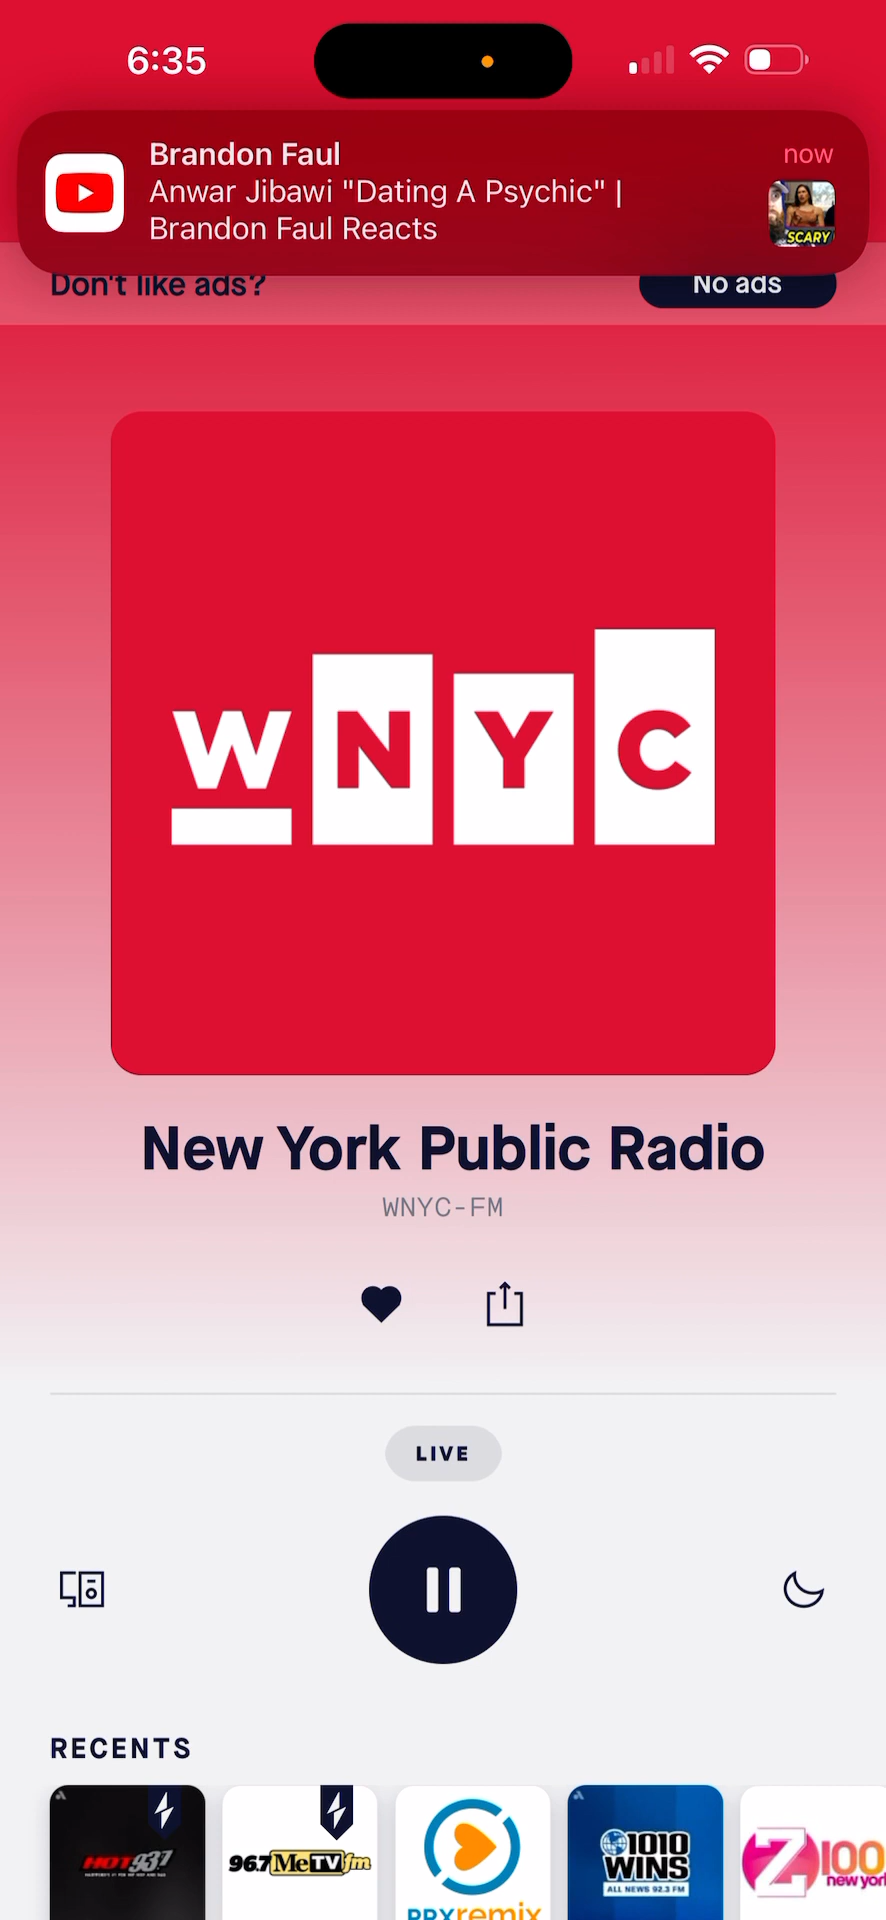 6:35
Brandon Faul
now
Anwar Jibawi "Dating A Psychic" |
Brandon Faul Reacts
SCARY
Don't like ads?
No ads
WNYC
New York Public Radio
WNYC-FM
LIVE
RECENTS
HOT 93.7
96.7 MeTV fm
PRXremix
1010
WINS
ALL NEWS 92.3 FM
Z100
new york